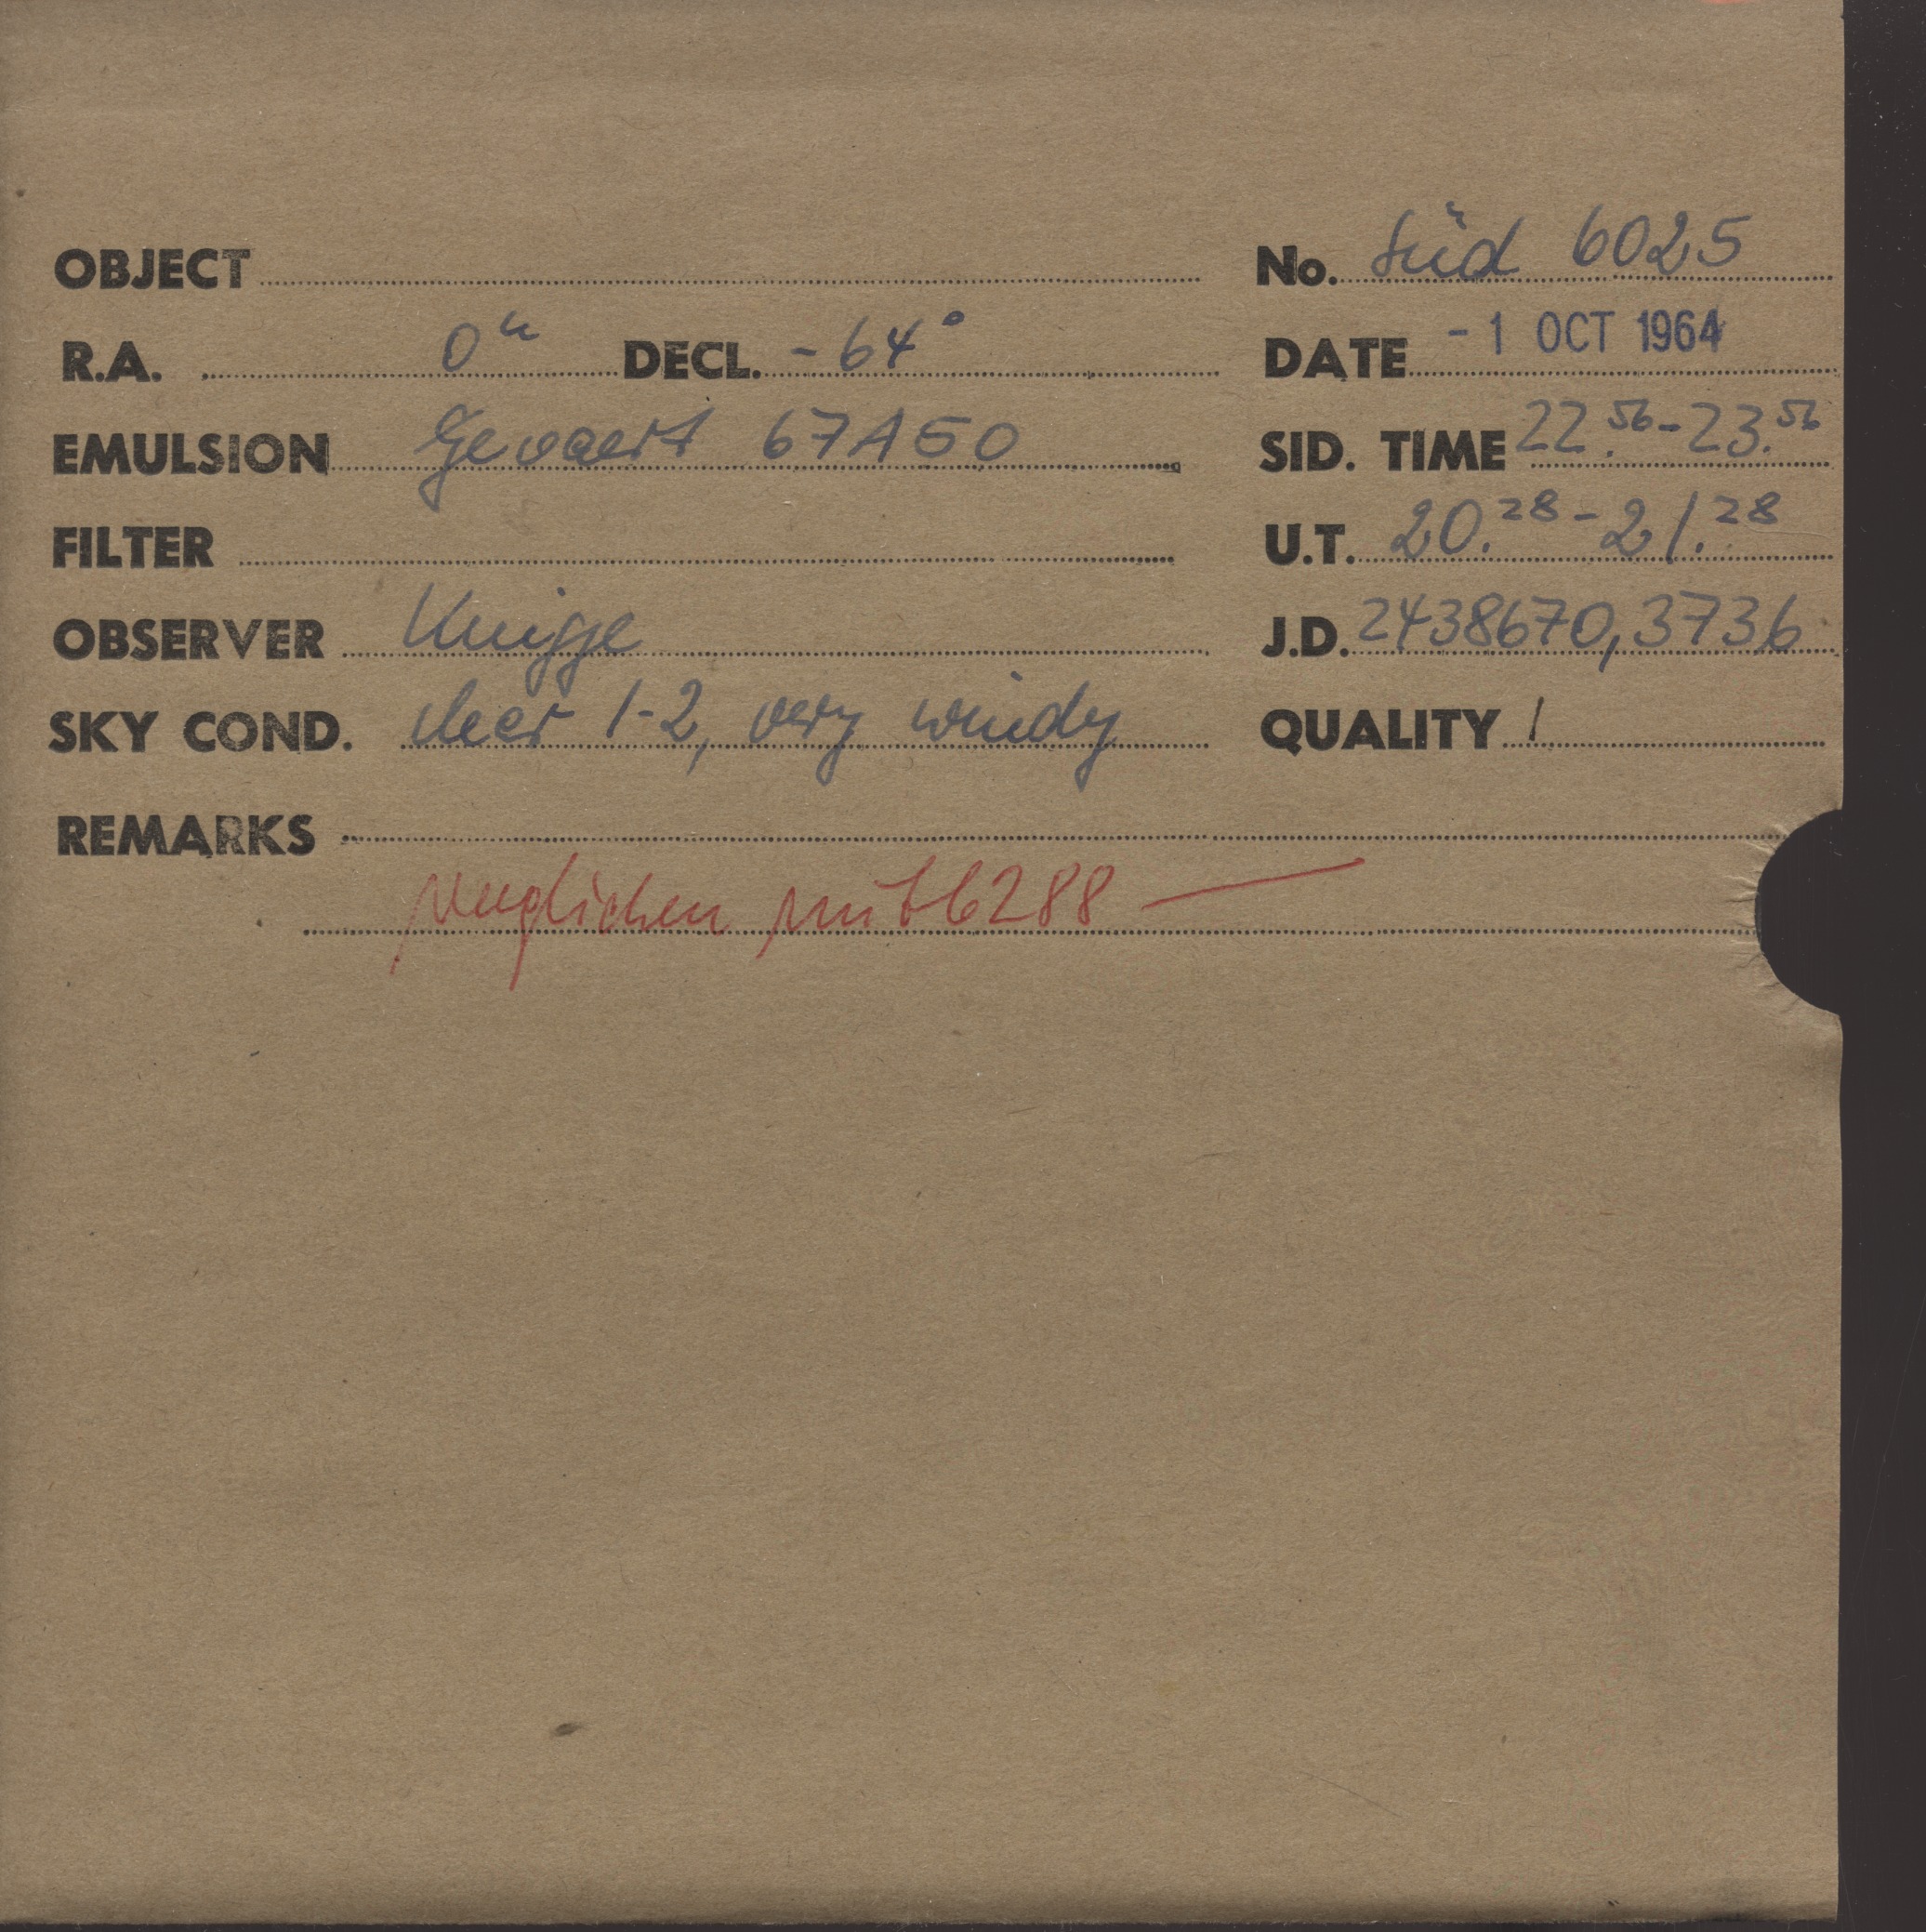 OBJECT No. Süd 6025
R.A. 0ʰ DECL. -64° DATE - 1 OCT 1964
EMULSION Gevaert 67A50 SID. TIME 22.⁵⁶-23.⁵⁶
FILTER U.T. 20.²⁸-21.²⁸
OBSERVER Knigge J.D. 2438670,3736
SKY COND. clear 1-2, very windy QUALITY 1
REMARKS
verglichen mit 6288 —